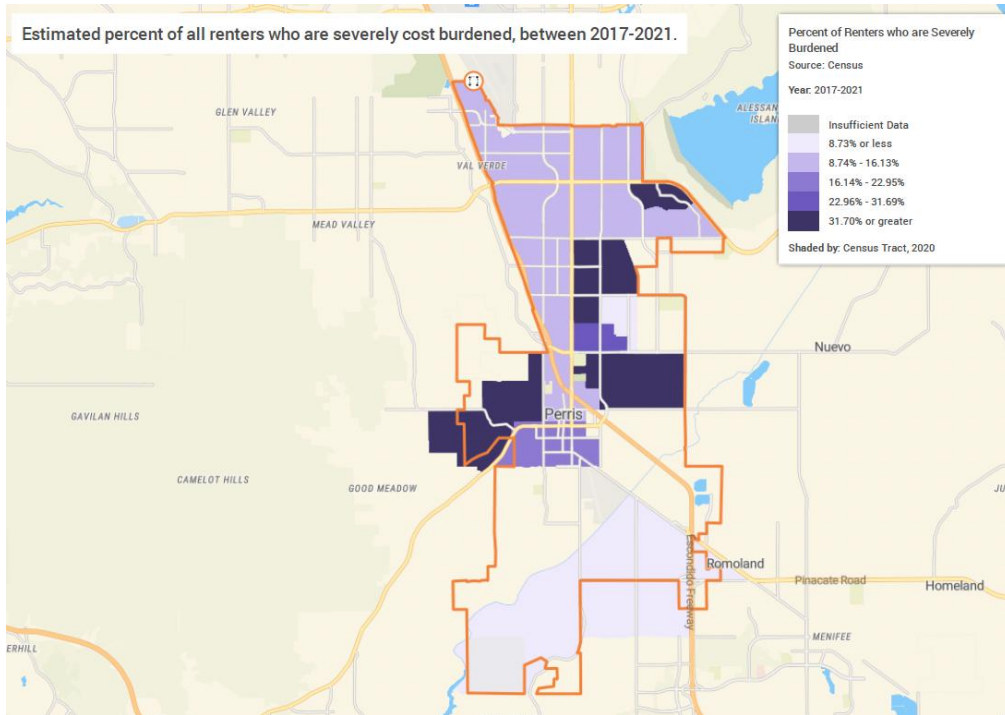 Estimated percent of all renters who are severely cost burdened, between 2017-2021.
Percent of Renters who are Severely
Burdened
Source: Census
Year: 2017-2021
Insufficient Data
8.73% or less
8.74% - 16.13%
16.14% - 22.95%
22.96% - 31.69%
31.70% or greater
Shaded by: Census Tract, 2020
GLEN VALLEY
VAL VERDE
MEAD VALLEY
Nuevo
GAVILAN HILLS
Perris
CAMELOT HILLS
GOOD MEADOW
Escondido Freeway
Romoland
Pinacate Road
Homeland
MENIFEE
ERHILL